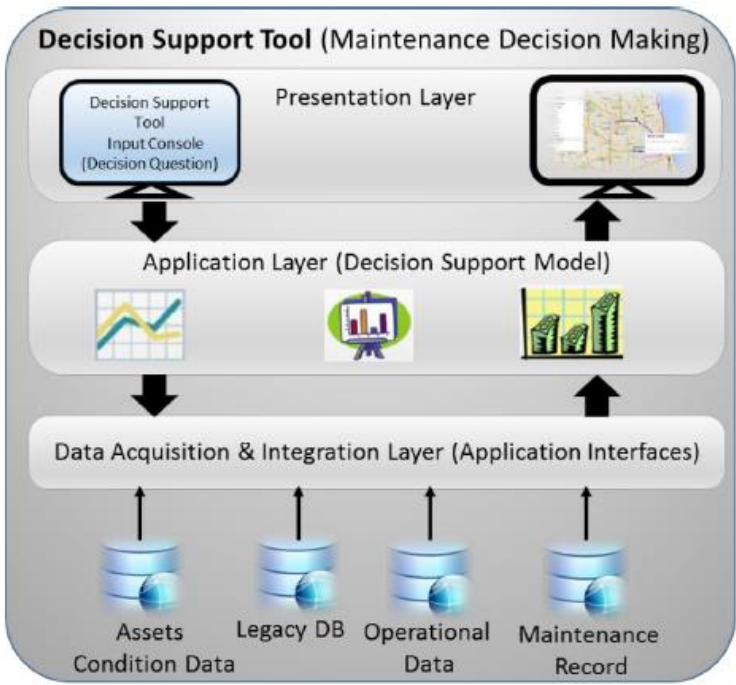 Decision Support Tool (Maintenance Decision Making)
Presentation Layer
Decision Support
Tool
Input Console
(Decision Question)
Application Layer (Decision Support Model)
Data Acquisition & Integration Layer (Application Interfaces)
Assets
Condition Data
Legacy DB
Operational
Data
Maintenance
Record